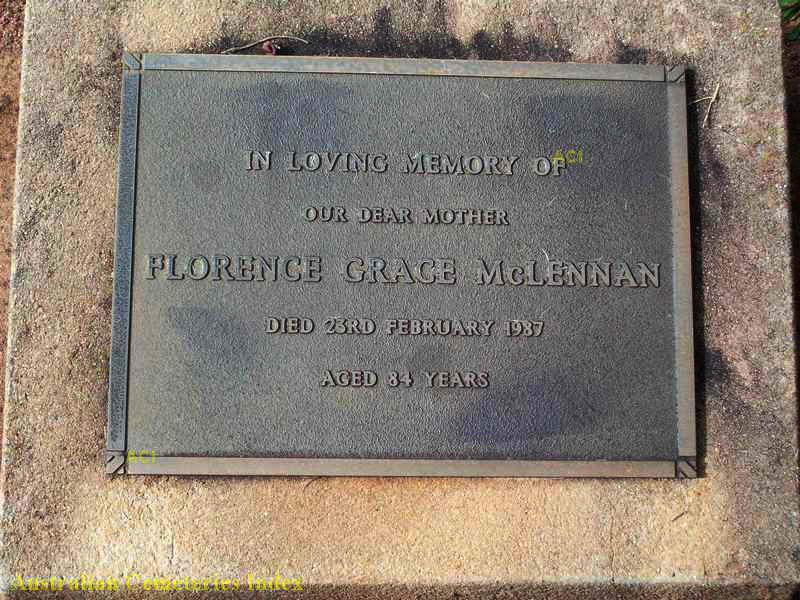 IN LOVING MEMORY OF
OUR DEAR MOTHER
FLORENCE GRACE McLENNAN
DIED 23RD FEBRUARY 1987
AGED 84 YEARS
ACI
ACI
Australian Cemeteries Index